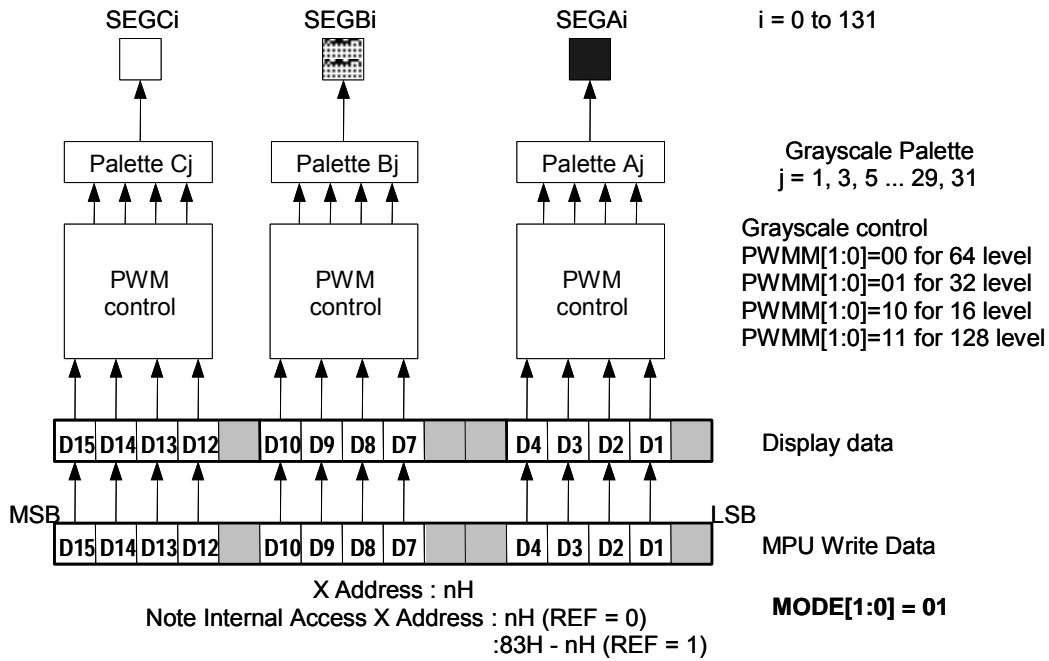 SEGCi SEGBi SEGAi i = 0 to 131
Palette Cj Palette Bj Palette Aj
Grayscale Palette
j = 1, 3, 5 ... 29, 31
PWM control PWM control PWM control
Grayscale control
PWMM[1:0]=00 for 64 level
PWMM[1:0]=01 for 32 level
PWMM[1:0]=10 for 16 level
PWMM[1:0]=11 for 128 level
D15 D14 D13 D12 D10 D9 D8 D7 D4 D3 D2 D1 Display data
MSB LSB
D15 D14 D13 D12 D10 D9 D8 D7 D4 D3 D2 D1 MPU Write Data
X Address : nH
Note Internal Access X Address : nH (REF = 0)
:83H - nH (REF = 1)
MODE[1:0] = 01